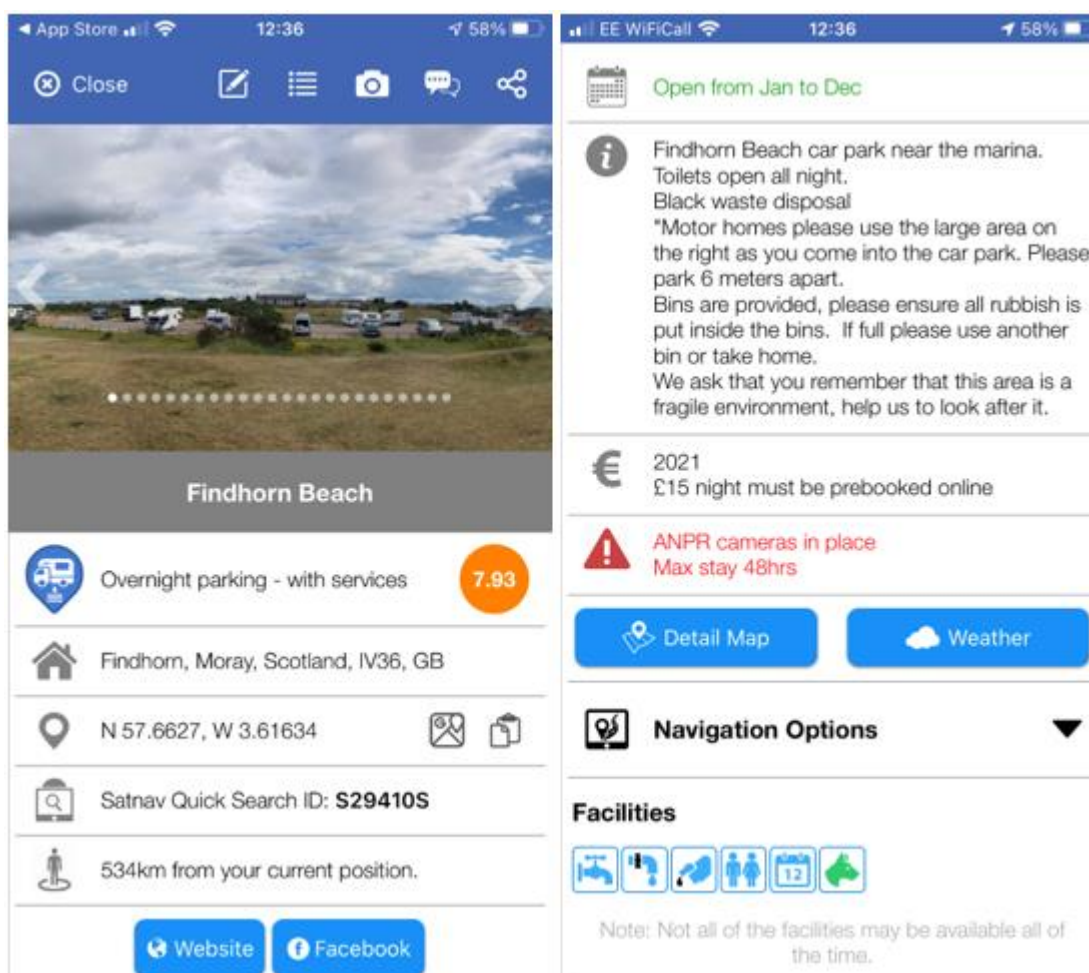 App Store
12:36
58%
Close
Findhorn Beach
Overnight parking - with services
7.93
Findhorn, Moray, Scotland, IV36, GB
N 57.6627, W 3.61634
Satnav Quick Search ID: S29410S
534km from your current position.
Website
Facebook
EE WiFiCall
12:36
58%
Open from Jan to Dec
Findhorn Beach car park near the marina.
Toilets open all night.
Black waste disposal
"Motor homes please use the large area on
the right as you come into the car park. Please
park 6 meters apart.
Bins are provided, please ensure all rubbish is
put inside the bins. If full please use another
bin or take home.
We ask that you remember that this area is a
fragile environment, help us to look after it.
€
2021
£15 night must be prebooked online
ANPR cameras in place
Max stay 48hrs
Detail Map
Weather
Navigation Options
Facilities
12
Note: Not all of the facilities may be available all of
the time.